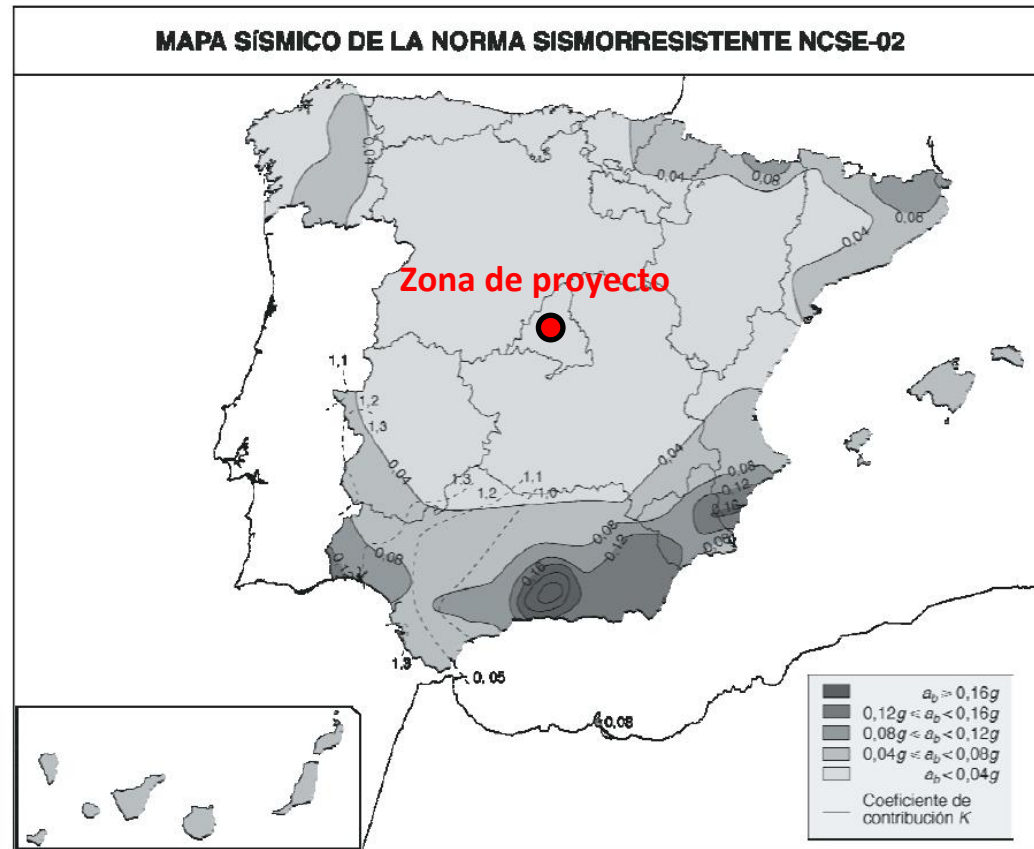 MAPA SÍSMICO DE LA NORMA SISMORRESISTENTE NCSE-02
0,04
0,04
0,08
0,08
0,04
Zona de proyecto
1,1
1,2
1,3
0,04
0,04
1,3
1,1
1,2
1,0
0,08
0,12
0,16
0,08
0,08
0,08
0,12
0,16
1,3
0,05
0,08
a_b ≥ 0,16g
0,12g ≤ a_b < 0,16g
0,08g ≤ a_b < 0,12g
0,04g ≤ a_b < 0,08g
a_b < 0,04g
Coeficiente de
contribución K